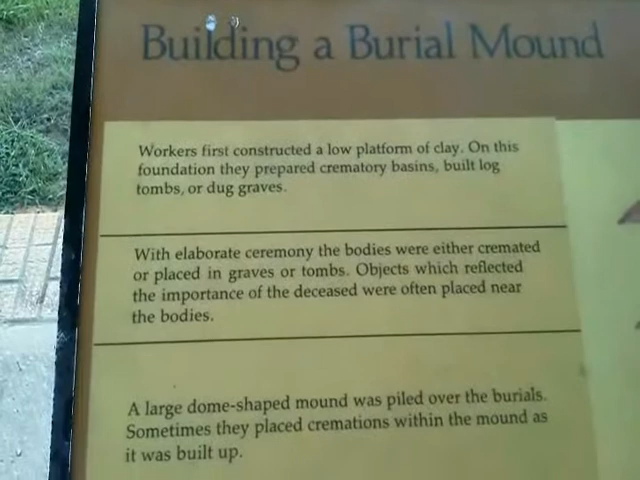 Building a Burial Mound
Workers first constructed a low platform of clay. On this
foundation they prepared crematory basins, built log
tombs, or dug graves.
With elaborate ceremony the bodies were either cremated
or placed in graves or tombs. Objects which reflected
the importance of the deceased were often placed near
the bodies.
A large dome-shaped mound was piled over the burials.
Sometimes they placed cremations within the mound as
it was built up.